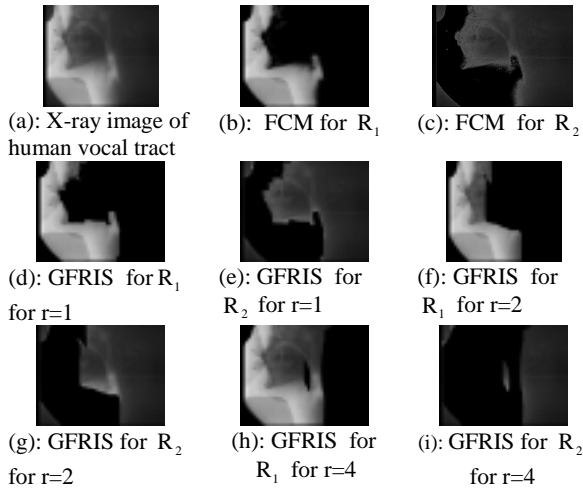 (a): X-ray image of
human vocal tract
(b): FCM for R₁
(c): FCM for R₂
(d): GFRIS for R₁
for r=1
(e): GFRIS for
R₂ for r=1
(f): GFRIS for
R₁ for r=2
(g): GFRIS for R₂
for r=2
(h): GFRIS for
R₁ for r=4
(i): GFRIS for R₂
for r=4